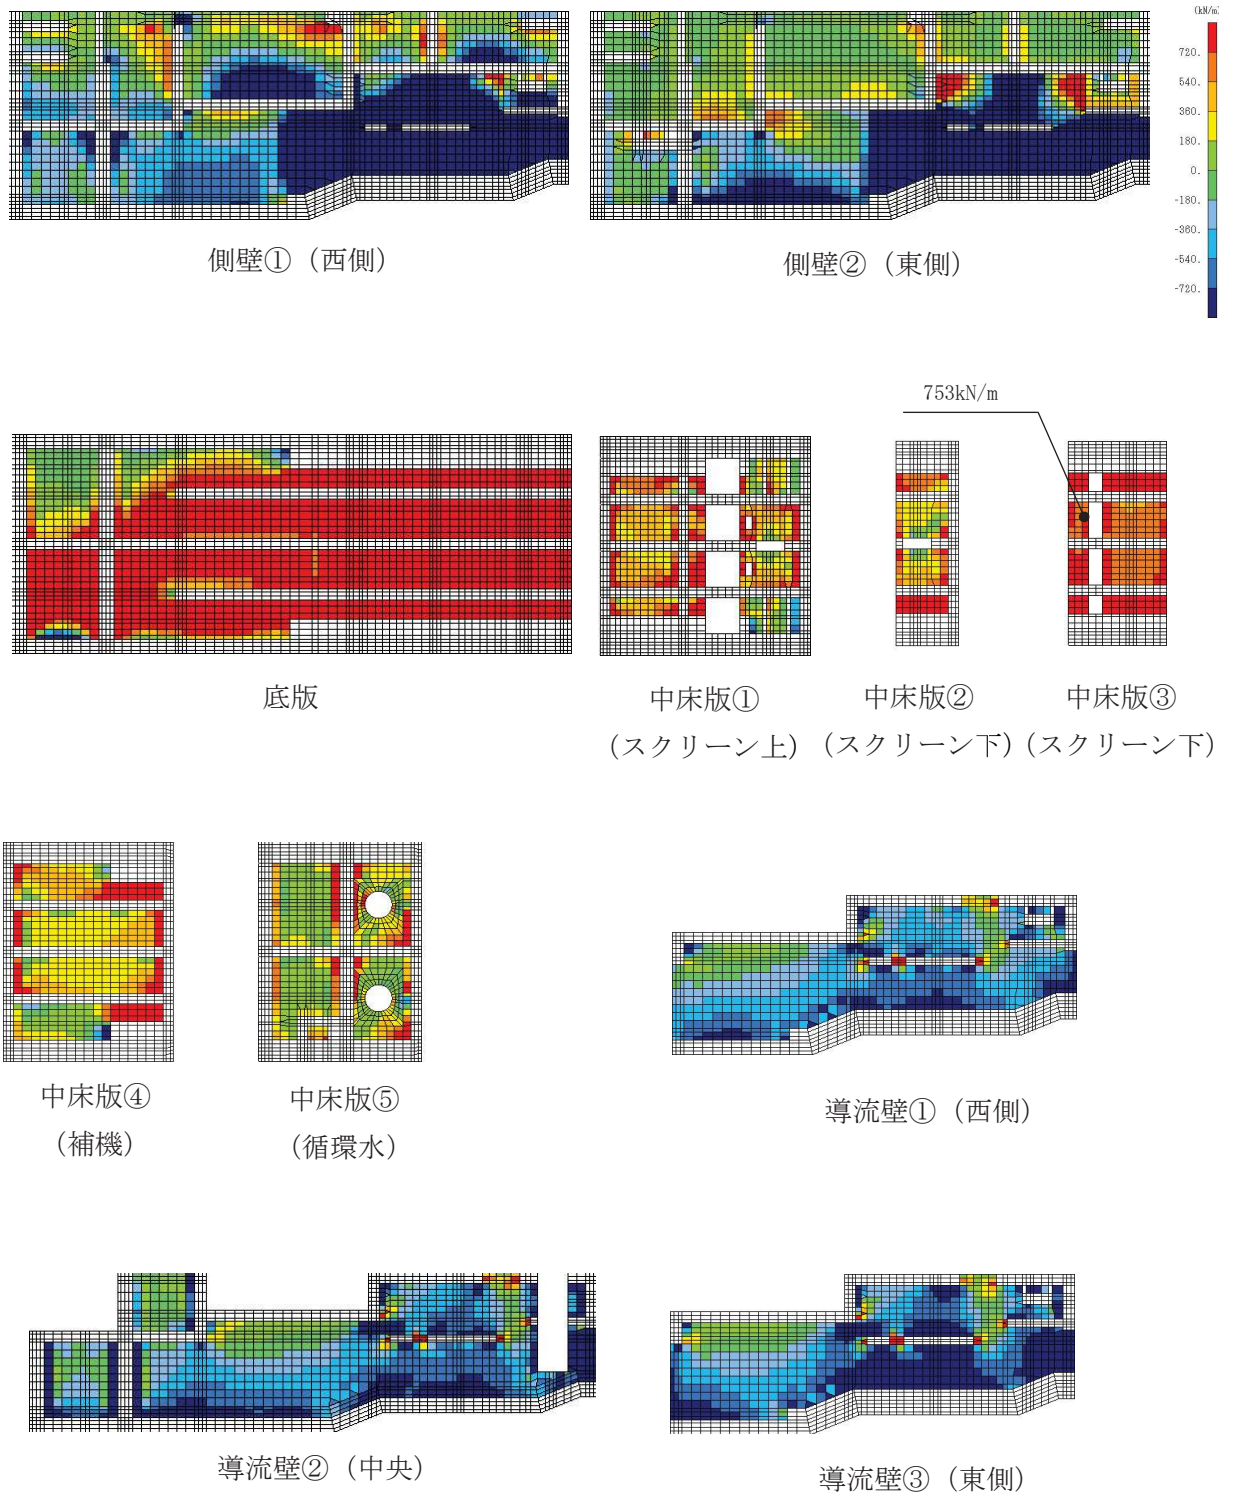 (kN/m)
720.
540.
360.
180.
0.
-180.
-360.
-540.
-720.
側壁①（西側）
側壁②（東側）
753kN/m
底版
中床版①
（スクリーン上）
中床版②
（スクリーン下）
中床版③
（スクリーン下）
中床版④
（補機）
中床版⑤
（循環水）
導流壁①（西側）
導流壁②（中央）
導流壁③（東側）